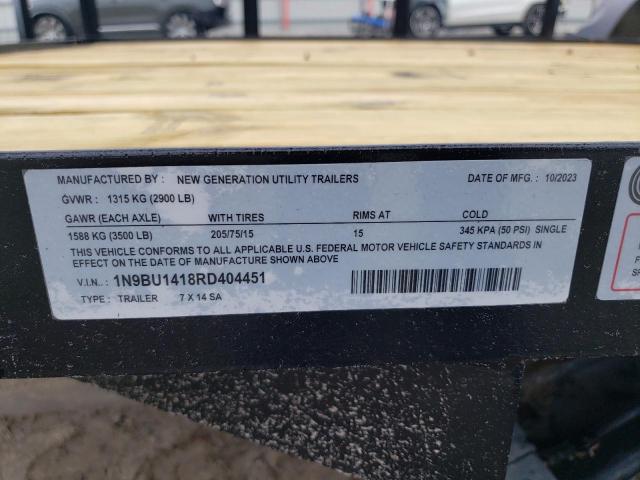 MANUFACTURED BY: NEW GENERATION UTILITY TRAILERS DATE OF MFG.: 10/2023
GVWR: 1315 KG (2900 LB)
GAWR (EACH AXLE) WITH TIRES RIMS AT COLD
1588 KG (3500 LB) 205/75/15 15 345 KPA (50 PSI) SINGLE
THIS VEHICLE CONFORMS TO ALL APPLICABLE U.S. FEDERAL MOTOR VEHICLE SAFETY STANDARDS IN
EFFECT ON THE DATE OF MANUFACTURE SHOWN ABOVE
V.I.N.: 1N9BU1418RD404451
TYPE: TRAILER 7 X 14 SA